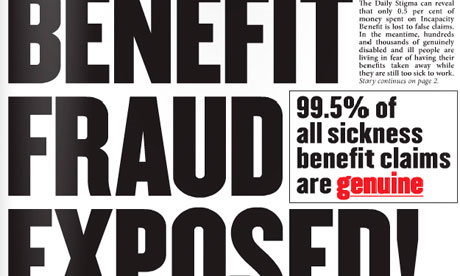 BENEFIT
FRAUD
EXPOSED!
The Daily Stigma can reveal
that only 0.5 per cent of
money spent on Incapacity
Benefit is lost to false claims.
In the meantime, hundreds
and thousands of genuinely
disabled and ill people are
living in fear of having their
benefits taken away while
they are still too sick to work.
Story continues on page 2.
99.5% of
all sickness
benefit claims
are genuine